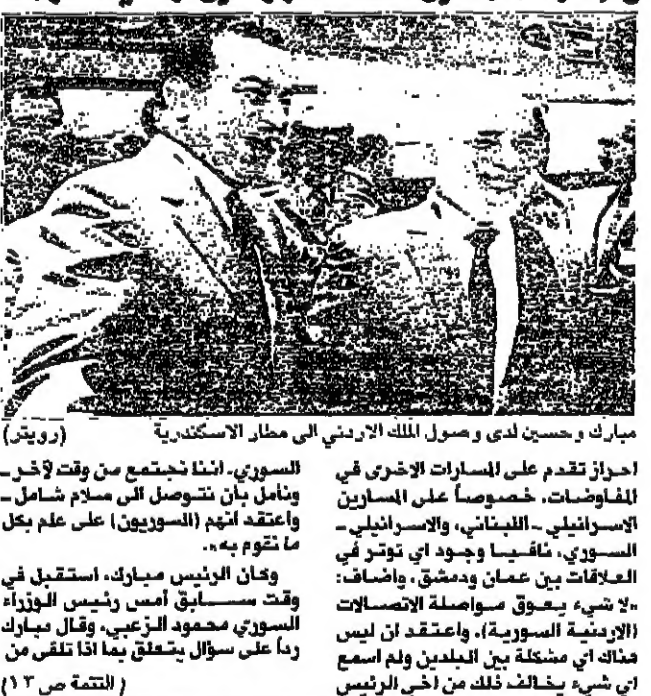 مبارك وحسين لدى وصول الملك الاردني الى مطار الاسكندرية (رويتر)
احراز تقدم على المسارات الاخرى في
المفاوضات، خصوصاً على المسارين
الاسرائيلي - اللبناني، والاسرائيلي -
السوري، نافيا وجود اي توتر في
العلاقات بين عمان ودمشق، واضاف:
«لا شيء يعوق مواصلة الاتصالات
(الاردنية السورية)، واعتقد ان ليس
هناك اي مشكلة بين البلدين ولم اسمع
اي شيء يخالف ذلك من اخي الرئيس
السوري. اننا نجتمع من وقت لآخر -
ونامل بان نتوصل الى سلام شامل -
واعتقد انهم (السوريون) على علم بكل
ما نقوم به».
وكان الرئيس مبارك، استقبل في
وقت سابق أمس رئيس الوزراء
السوري محمود الزعبي، وقال مبارك
رداً على سؤال يتعلق بما اذا تلقى من
(التتمة ص ١٣)